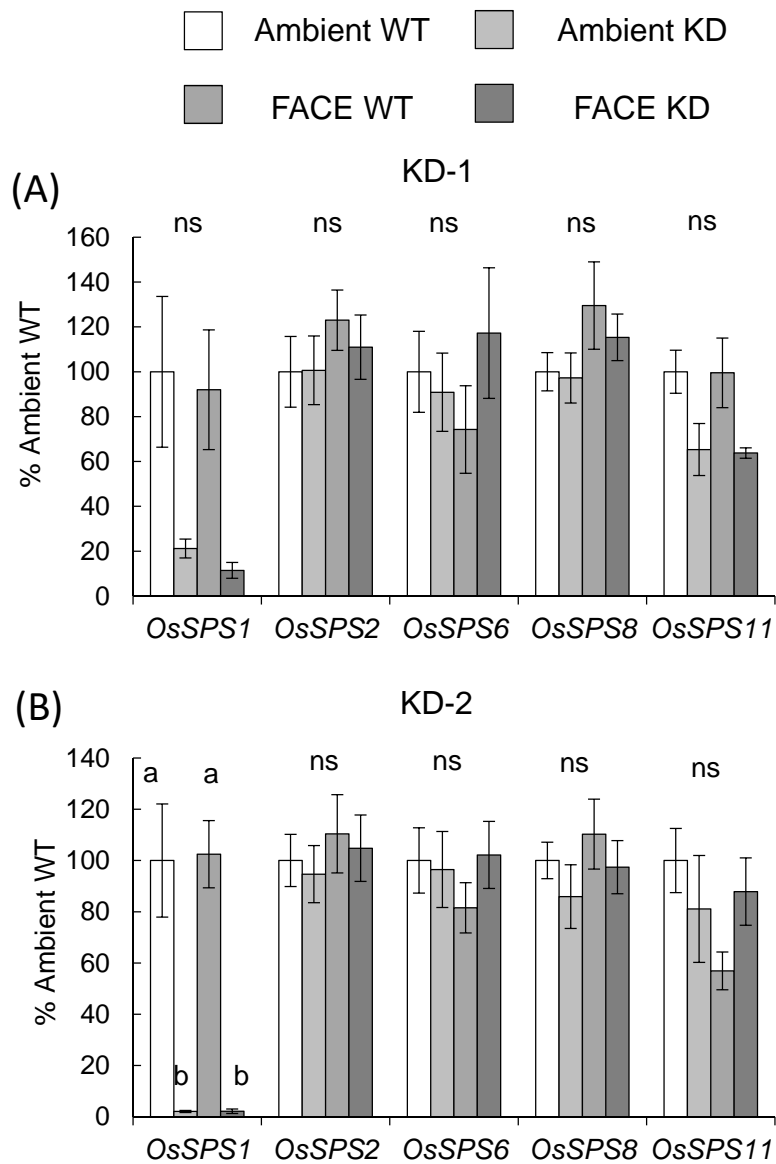 Ambient WT Ambient KD
FACE WT FACE KD
KD-1
(A)
ns ns ns ns ns
160
140
120
100
80
60
40
20
0
% Ambient WT
OsSPS1 OsSPS2 OsSPS6 OsSPS8 OsSPS11
KD-2
(B)
140
120
100
80
60
40
20
0
% Ambient WT
a a ns ns ns ns
b b
OsSPS1 OsSPS2 OsSPS6 OsSPS8 OsSPS11